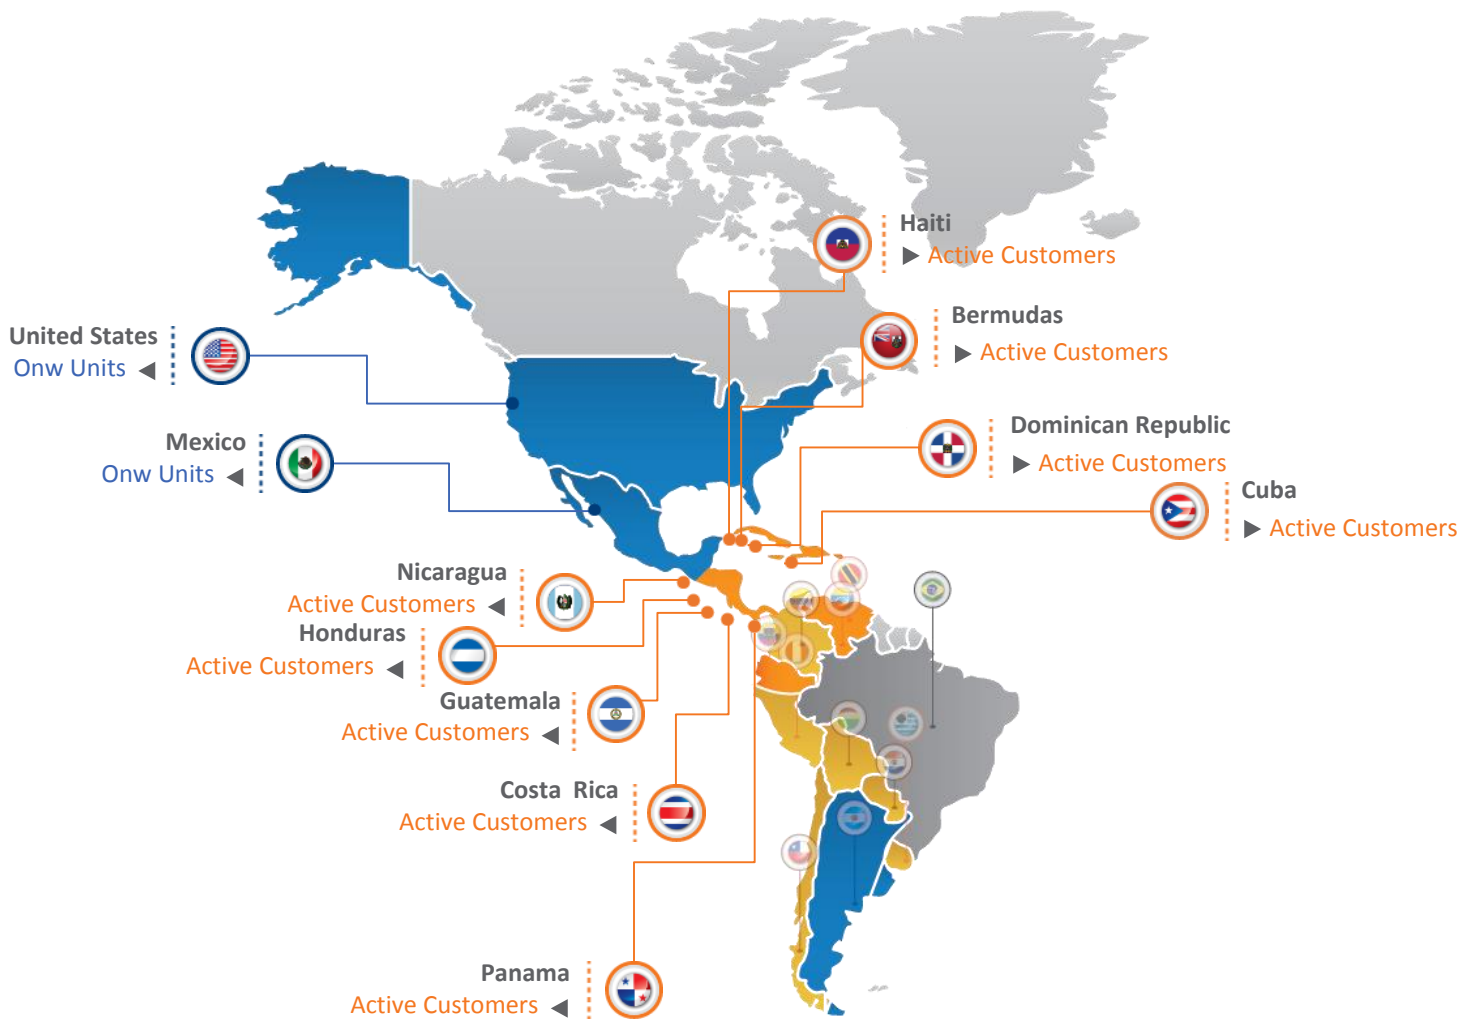 Haiti
▶ Active Customers
Bermudas
▶ Active Customers
United States
Onw Units ◀
Dominican Republic
▶ Active Customers
Mexico
Onw Units ◀
Cuba
▶ Active Customers
Nicaragua
Active Customers ◀
Honduras
Active Customers ◀
Guatemala
Active Customers ◀
Costa Rica
Active Customers ◀
Panama
Active Customers ◀